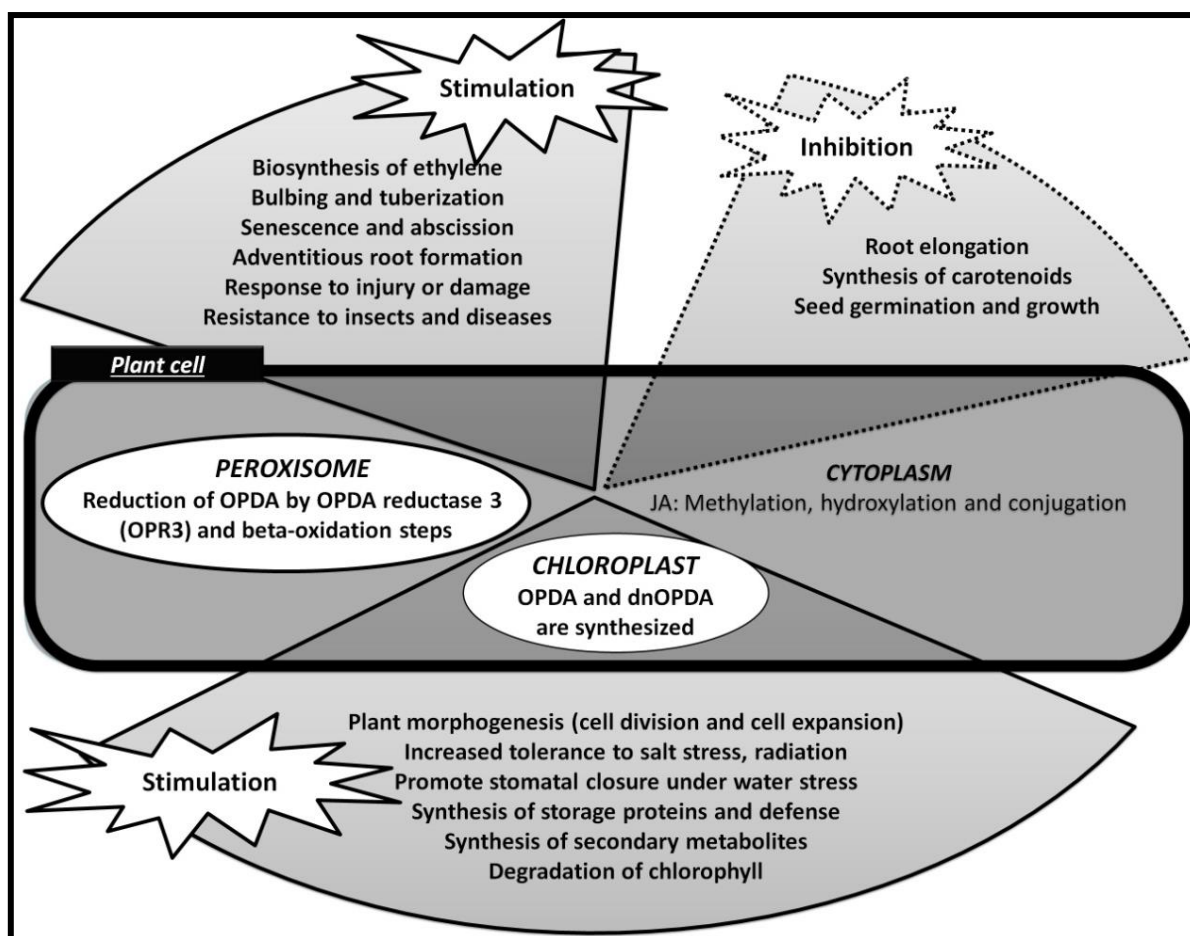 Stimulation
Biosynthesis of ethylene
Bulbing and tuberization
Senescence and abscission
Adventitious root formation
Response to injury or damage
Resistance to insects and diseases
Inhibition
Root elongation
Synthesis of carotenoids
Seed germination and growth
Plant cell
PEROXISOME
Reduction of OPDA by OPDA reductase 3
(OPR3) and beta-oxidation steps
CYTOPLASM
JA: Methylation, hydroxylation and conjugation
CHLOROPLAST
OPDA and dnOPDA
are synthesized
Stimulation
Plant morphogenesis (cell division and cell expansion)
Increased tolerance to salt stress, radiation
Promote stomatal closure under water stress
Synthesis of storage proteins and defense
Synthesis of secondary metabolites
Degradation of chlorophyll